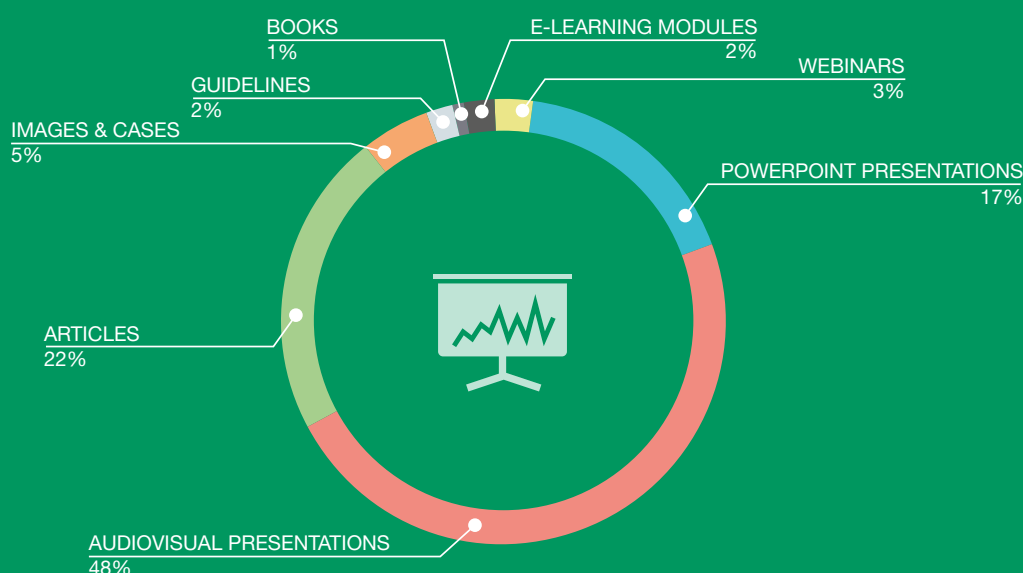 BOOKS
1%
E-LEARNING MODULES
2%
WEBINARS
3%
GUIDELINES
2%
IMAGES & CASES
5%
POWERPOINT PRESENTATIONS
17%
ARTICLES
22%
AUDIOVISUAL PRESENTATIONS
48%